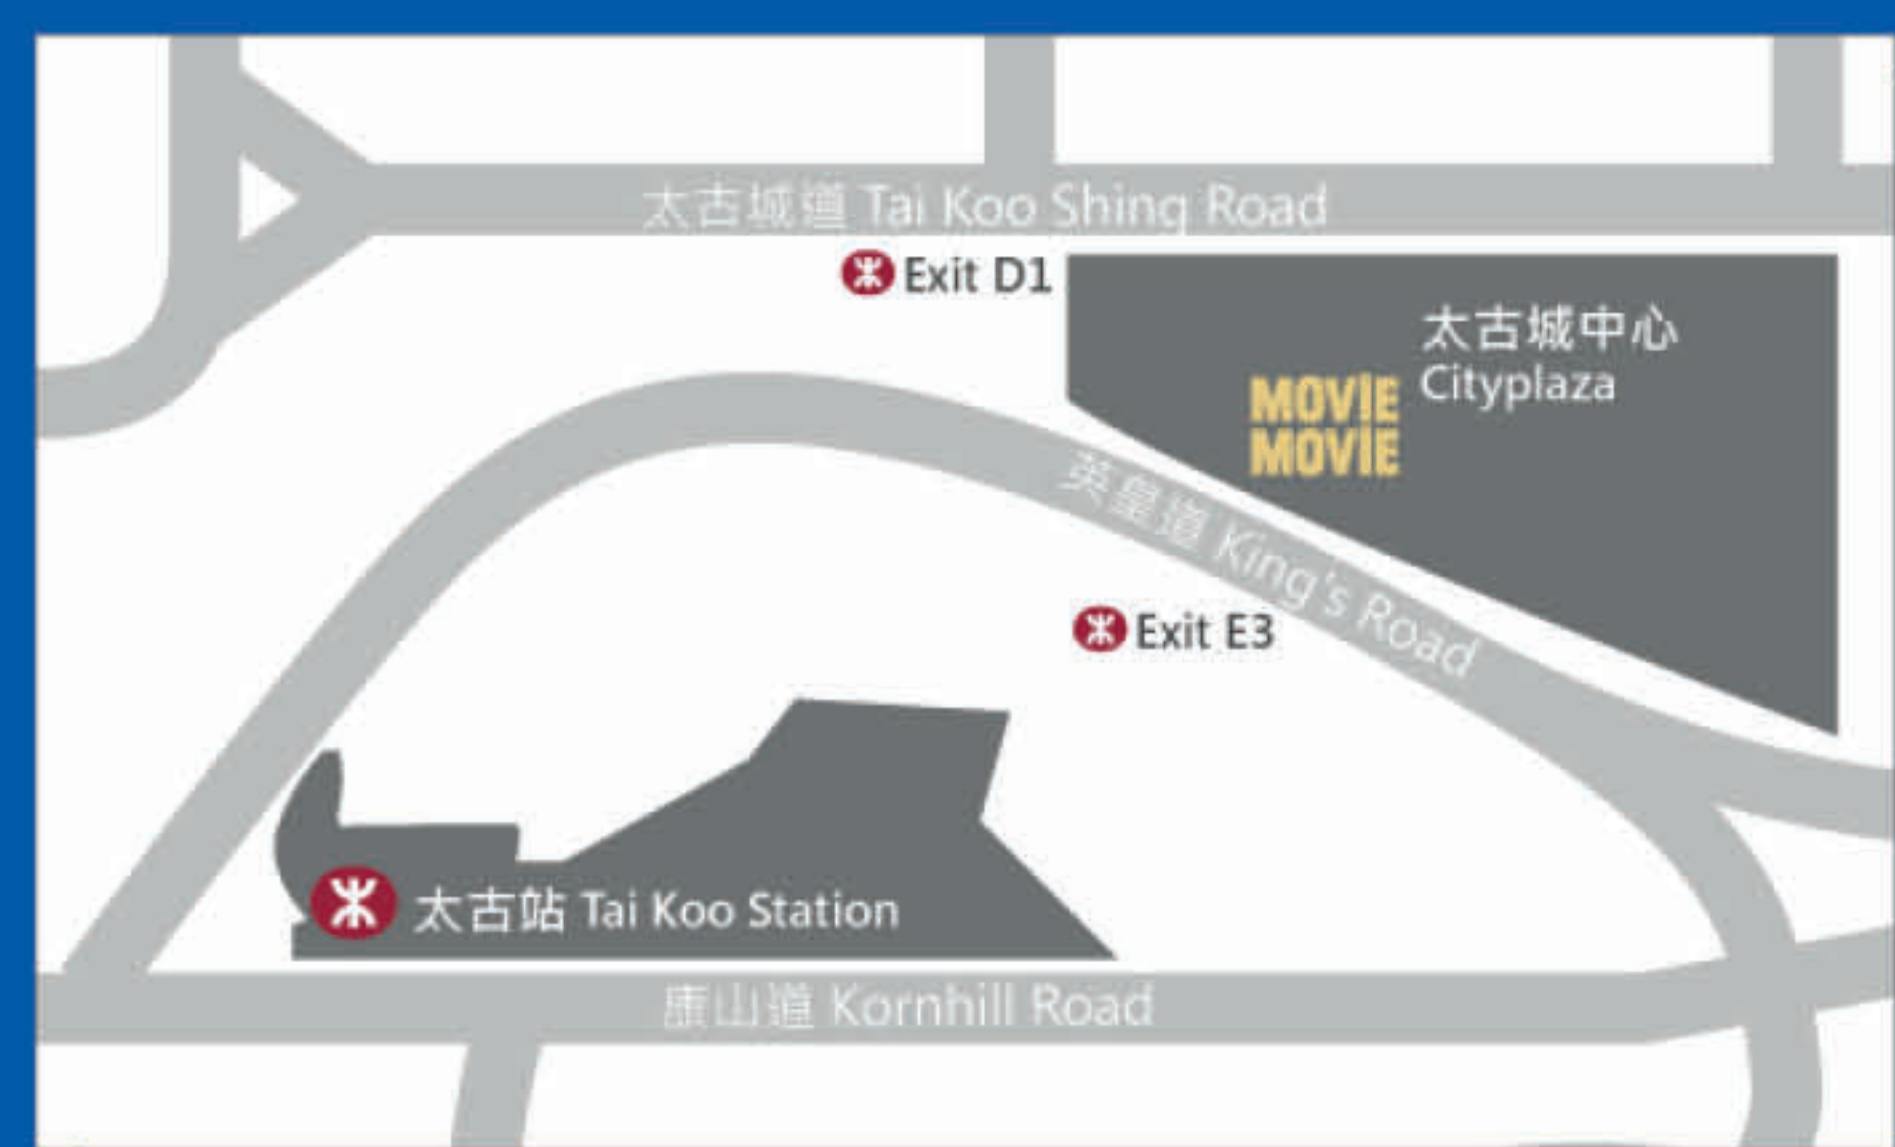 太古城道 Tai Koo Shing Road
Exit D1
太古城中心
Cityplaza
MOVIE
MOVIE
英皇道 King's Road
Exit E3
太古站 Tai Koo Station
康山道 Kornhill Road